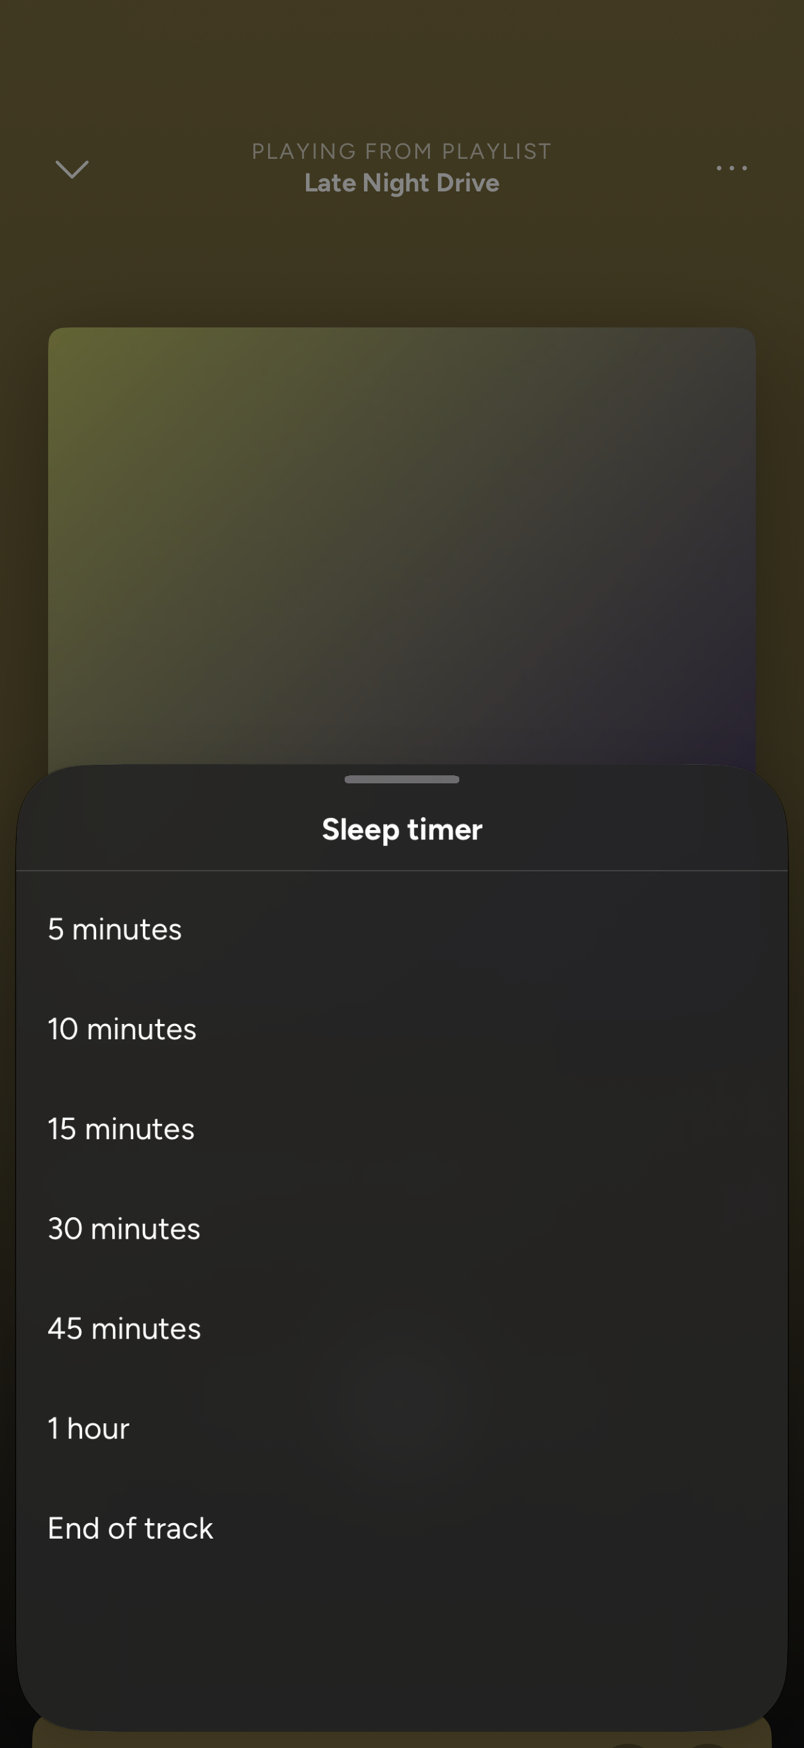 PLAYING FROM PLAYLIST
Late Night Drive
Sleep timer
5 minutes
10 minutes
15 minutes
30 minutes
45 minutes
1 hour
End of track